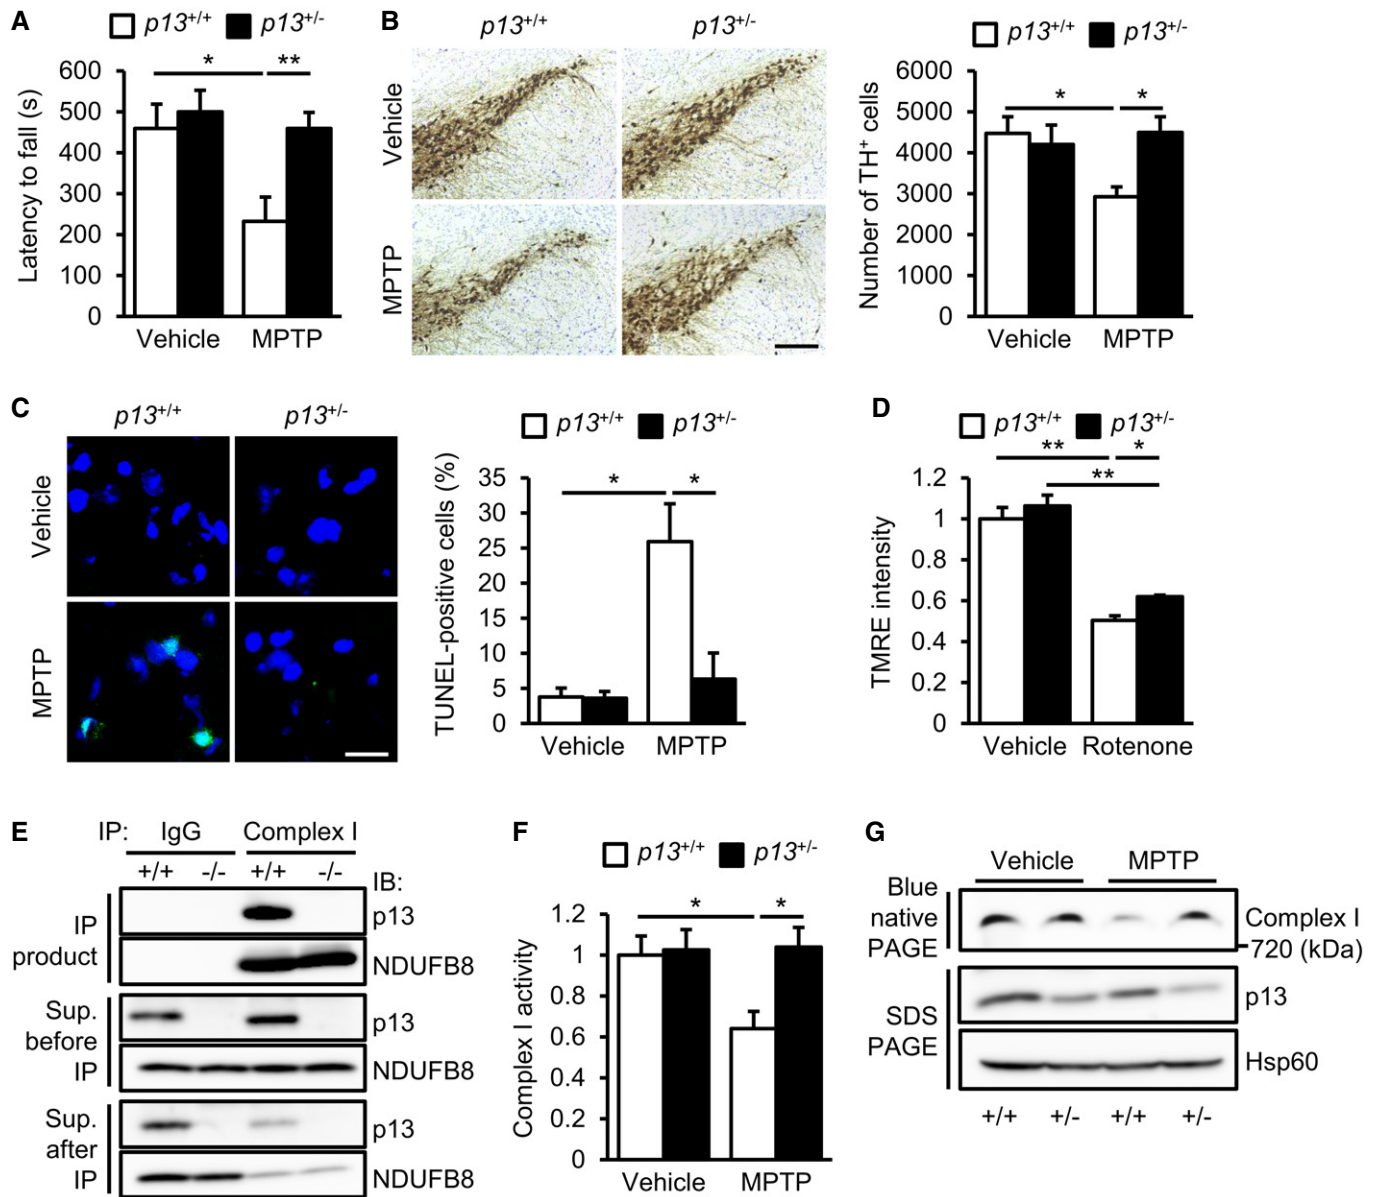 A
p13+/+ p13+/-
* **
600
500
400
300
200
100
0
Latency to fall (s)
Vehicle MPTP
B
p13+/+ p13+/-
Vehicle
MPTP
p13+/+ p13+/-
* *
6000
5000
4000
3000
2000
1000
0
Number of TH+ cells
Vehicle MPTP
C
p13+/+ p13+/-
Vehicle
MPTP
p13+/+ p13+/-
* *
35
30
25
20
15
10
5
0
TUNEL-positive cells (%)
Vehicle MPTP
D
p13+/+ p13+/-
** *
**
1.2
1
0.8
0.6
0.4
0.2
0
TMRE intensity
Vehicle Rotenone
E
IP: IgG Complex I
+/+ -/- +/+ -/-
IB:
IP
product
p13
NDUFB8
Sup.
before
IP
p13
NDUFB8
Sup.
after
IP
p13
NDUFB8
F
p13+/+ p13+/-
* *
1.2
1
0.8
0.6
0.4
0.2
0
Complex I activity
Vehicle MPTP
G
Vehicle MPTP
Blue
native
PAGE
Complex I
720 (kDa)
SDS
PAGE
p13
Hsp60
+/+ +/- +/+ +/-